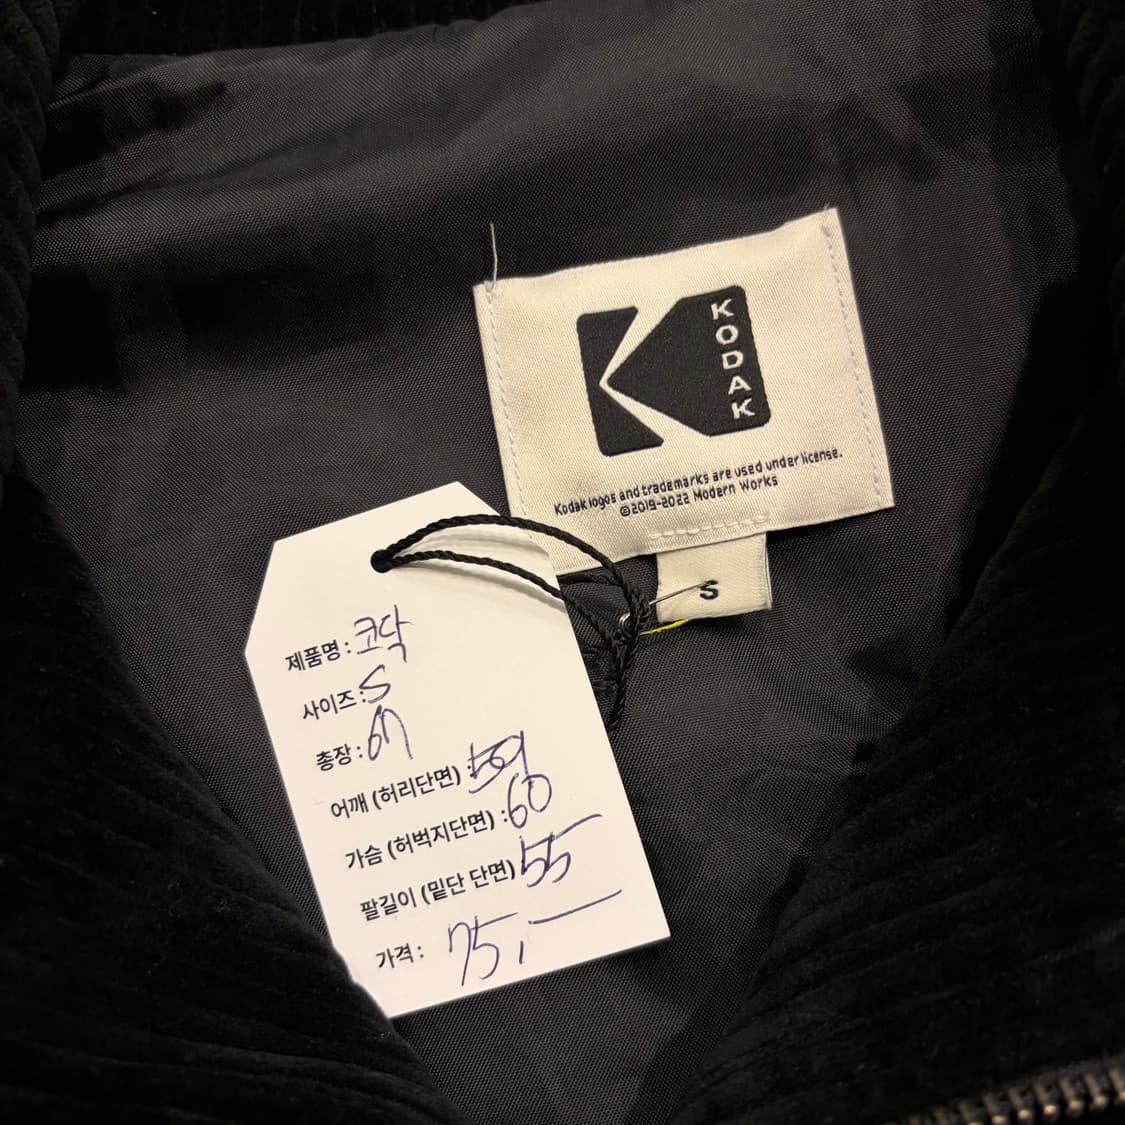 KODAK
Kodak logos and trademarks are used under license.
©2019-2022 Modern Works
S
제품명 : 코닥
사이즈 : S
총장 : 67
어깨 (허리단면) : 59
가슴 (허벅지단면) : 60
팔길이 (밑단 단면) 55
가격 : 75,—